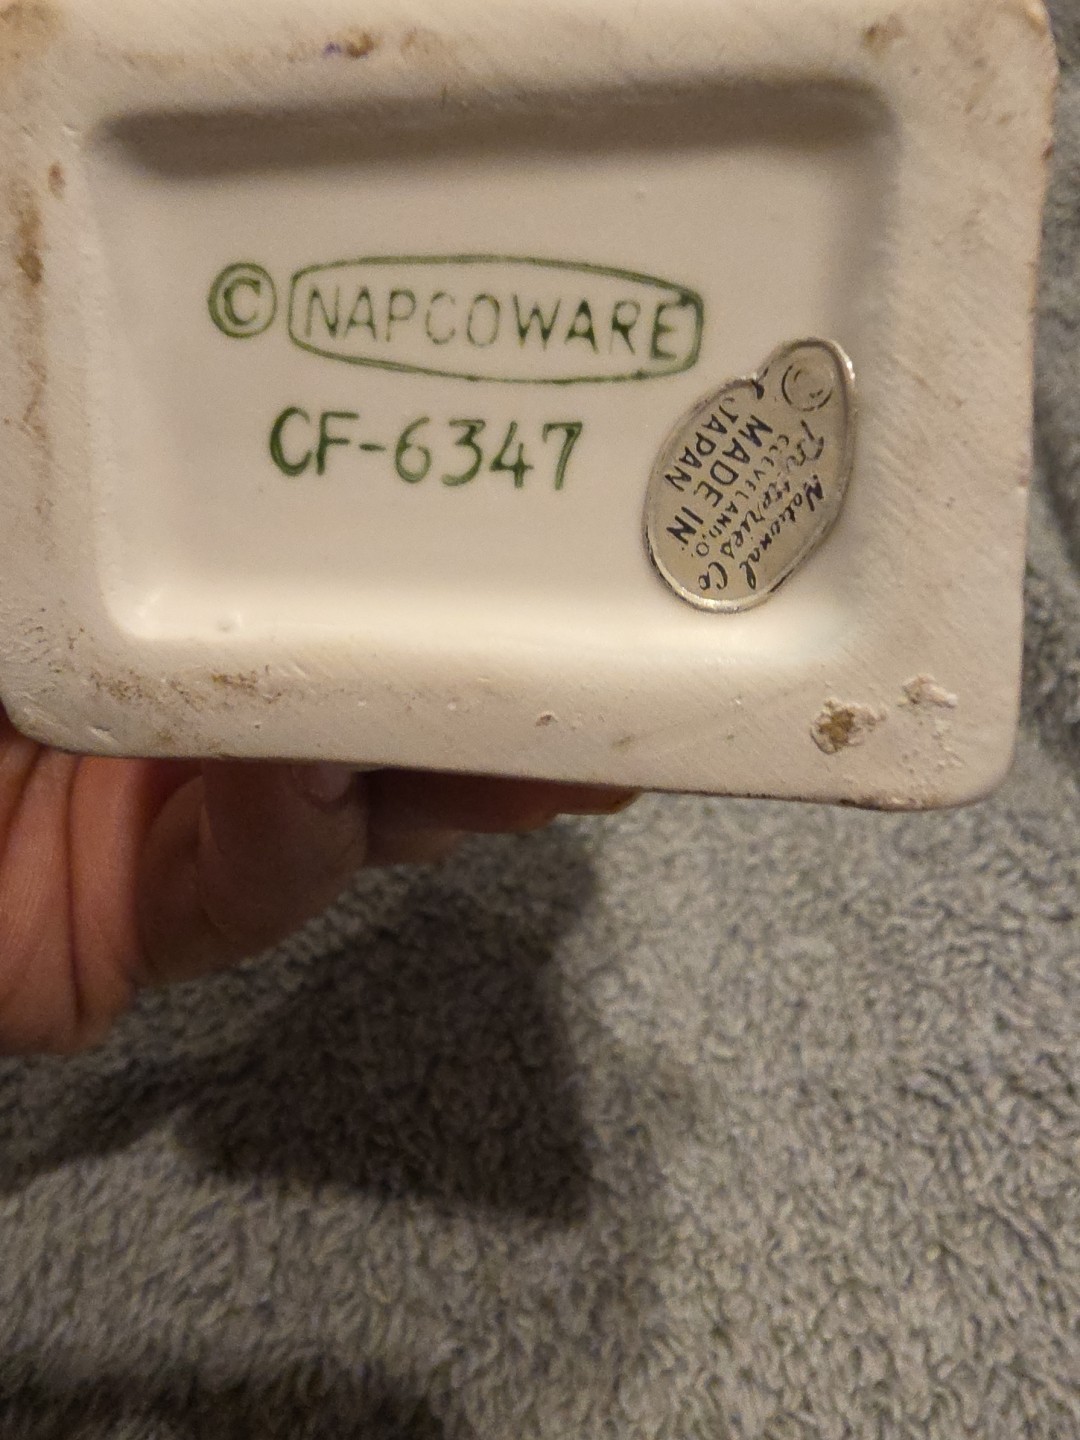 © NAPCOWARE
CF-6347
©
National
Potteries Co
CLEVELAND, O.
MADE IN
JAPAN